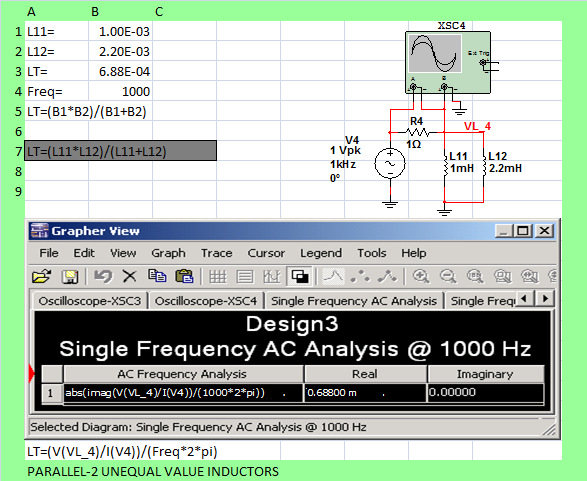 A B C
1 L11= 1.00E-03
2 L12= 2.20E-03
3 LT= 6.88E-04
4 Freq= 1000
5 LT=(B1*B2)/(B1+B2)
6
7 LT=(L11*L12)/(L11+L12)
8
9
XSC4
Ext Trig
A B
R4
1Ω
VL_4
V4
1 Vpk
1kHz
0°
L11
1mH
L12
2.2mH
Grapher View
File Edit View Graph Trace Cursor Legend Tools Help
Oscilloscope-XSC3 Oscilloscope-XSC4 Single Frequency AC Analysis Single Frequ
Design3
Single Frequency AC Analysis @ 1000 Hz
AC Frequency Analysis Real Imaginary
1 abs(imag(V(VL_4)/I(V4))/(1000*2*pi)) 0.68800 m 0.00000
Selected Diagram: Single Frequency AC Analysis @ 1000 Hz
LT=(V(VL_4)/I(V4))/(Freq*2*pi)
PARALLEL-2 UNEQUAL VALUE INDUCTORS